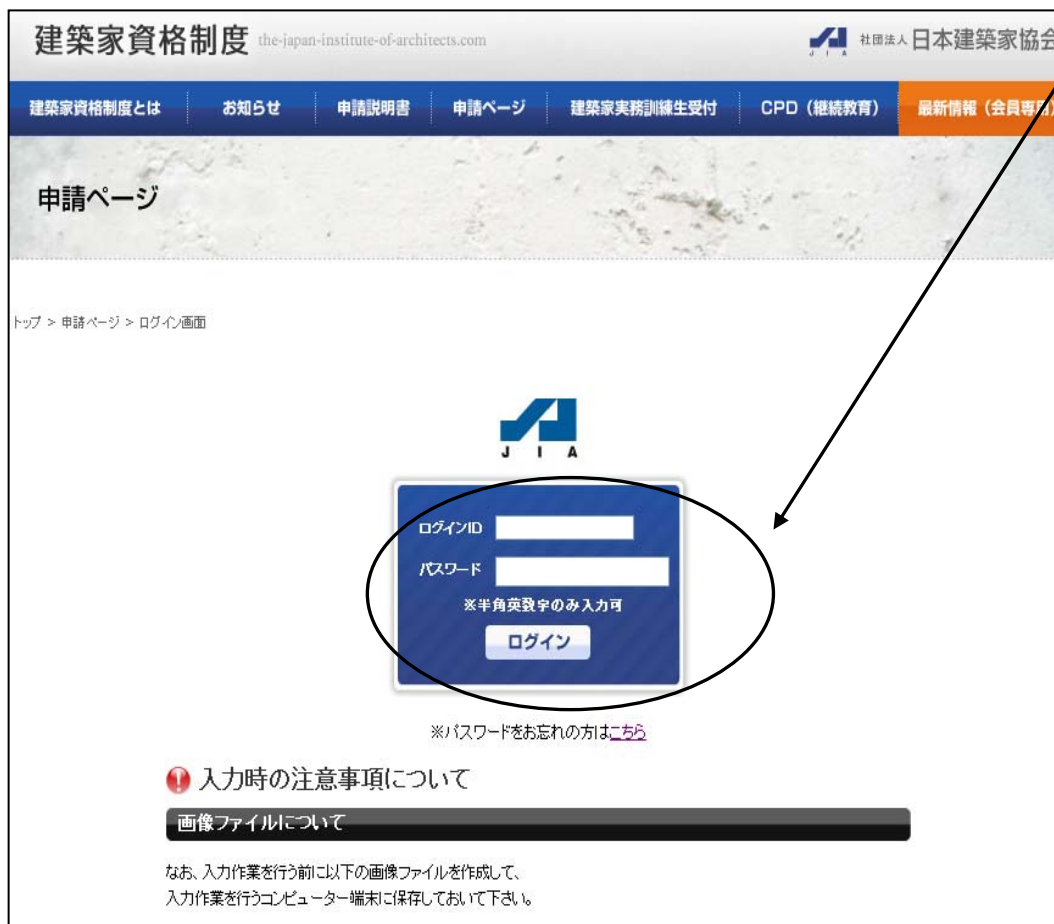 建築家資格制度 the-japan-institute-of-architects.com JIA 社団法人 日本建築家協会
建築家資格制度とは お知らせ 申請説明書 申請ページ 建築家実務訓練生受付 CPD（継続教育） 最新情報（会員専用）
申請ページ
トップ > 申請ページ > ログイン画面
JIA
ログインID
パスワード
※半角英数字のみ入力可
ログイン
※パスワードをお忘れの方はこちら
入力時の注意事項について
画像ファイルについて
なお、入力作業を行う前に以下の画像ファイルを作成して、
入力作業を行うコンピューター端末に保存しておいて下さい。